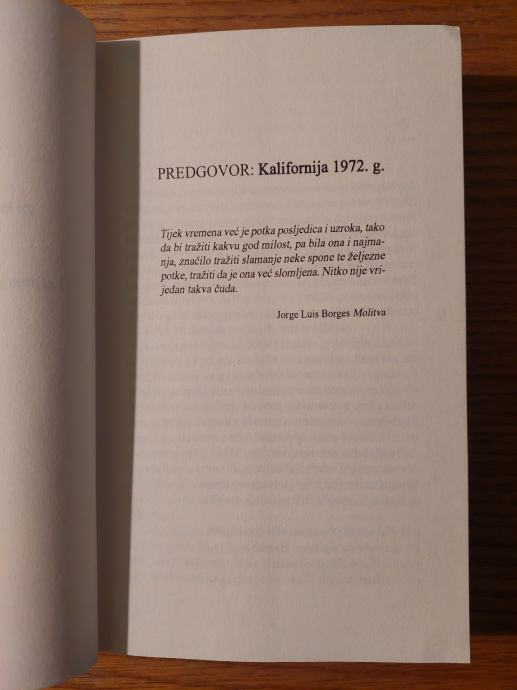 PREDGOVOR: Kalifornija 1972. g.
Tijek vremena već je potka posljedica i uzroka, tako
da bi tražiti kakvu god milost, pa bila ona i najma-
nja, značilo tražiti slamanje neke spone te željezne
potke, tražiti da je ona već slomljena. Nitko nije vri-
jedan takva čuda.
Jorge Luis Borges Molitva